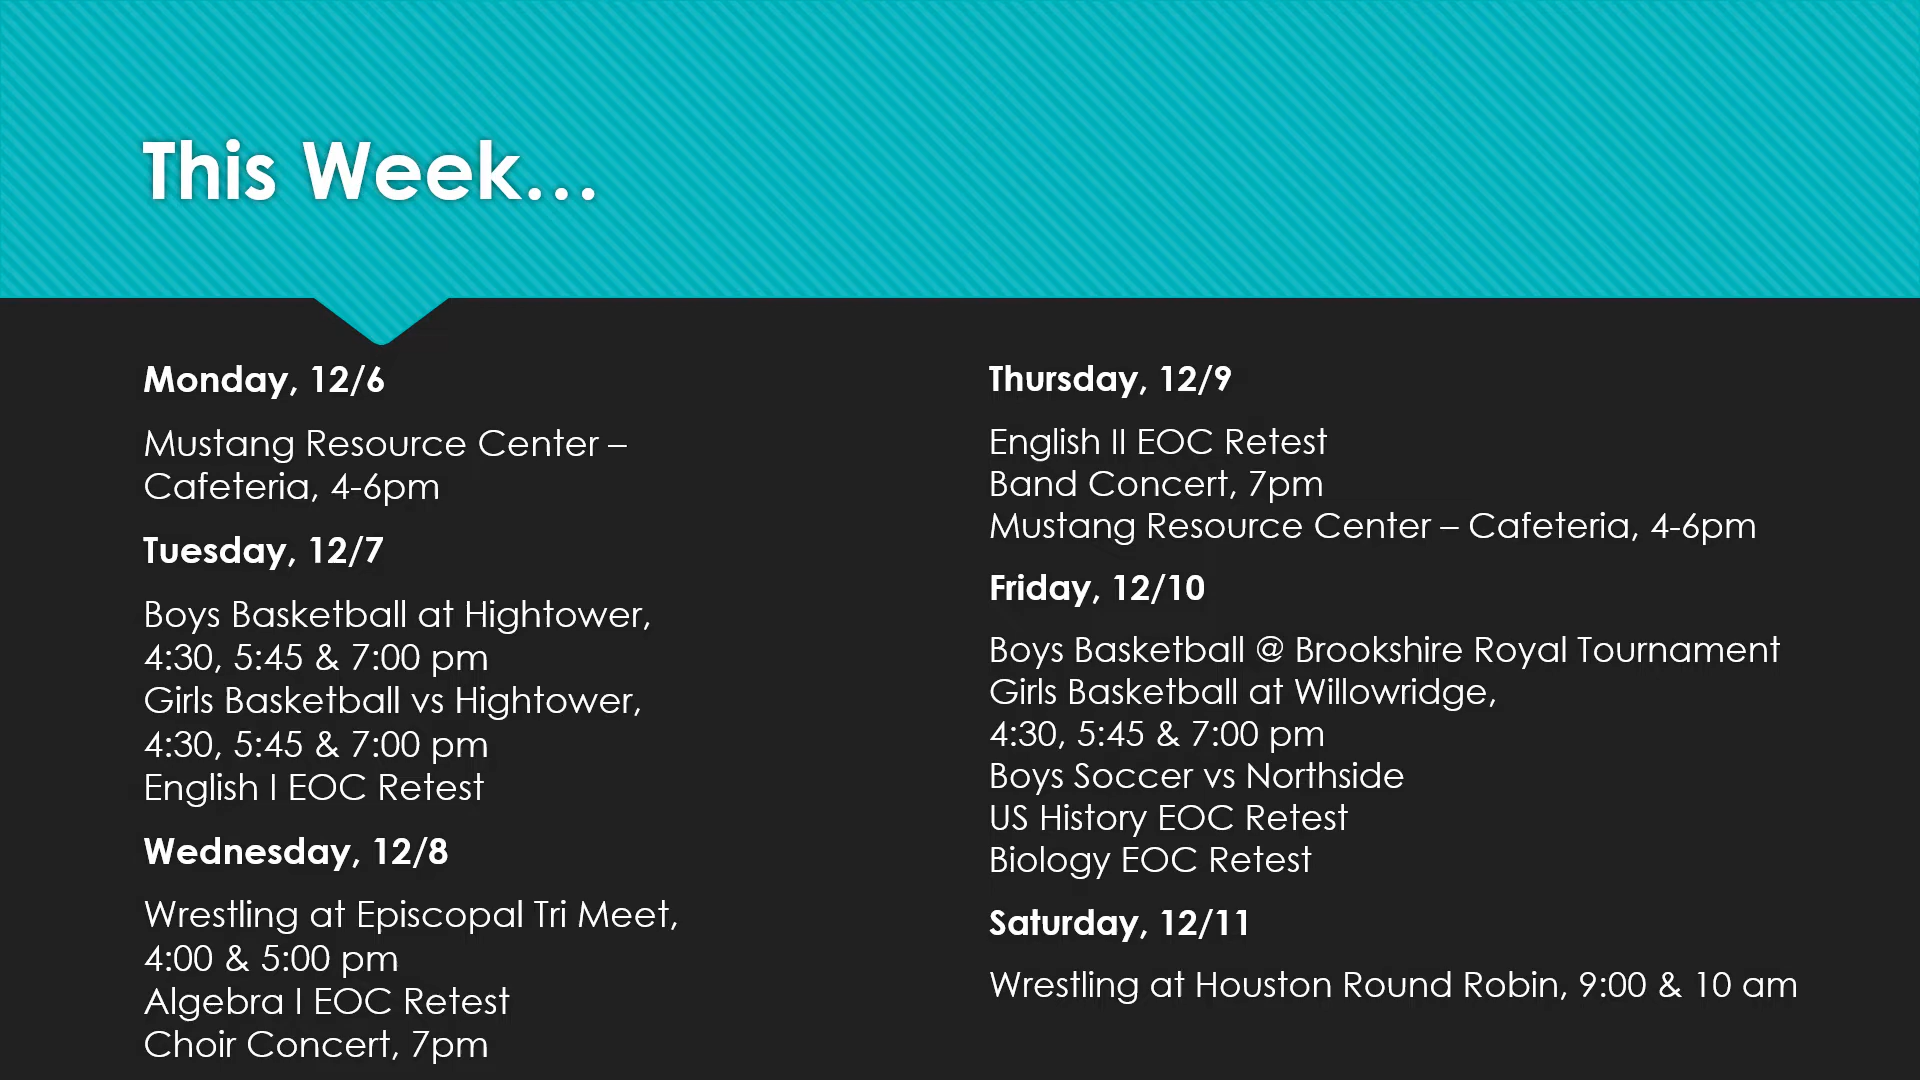 This Week...
Monday, 12/6
Mustang Resource Center –
Cafeteria, 4-6pm
Tuesday, 12/7
Boys Basketball at Hightower,
4:30, 5:45 & 7:00 pm
Girls Basketball vs Hightower,
4:30, 5:45 & 7:00 pm
English I EOC Retest
Wednesday, 12/8
Wrestling at Episcopal Tri Meet,
4:00 & 5:00 pm
Algebra I EOC Retest
Choir Concert, 7pm
Thursday, 12/9
English II EOC Retest
Band Concert, 7pm
Mustang Resource Center – Cafeteria, 4-6pm
Friday, 12/10
Boys Basketball @ Brookshire Royal Tournament
Girls Basketball at Willowridge,
4:30, 5:45 & 7:00 pm
Boys Soccer vs Northside
US History EOC Retest
Biology EOC Retest
Saturday, 12/11
Wrestling at Houston Round Robin, 9:00 & 10 am